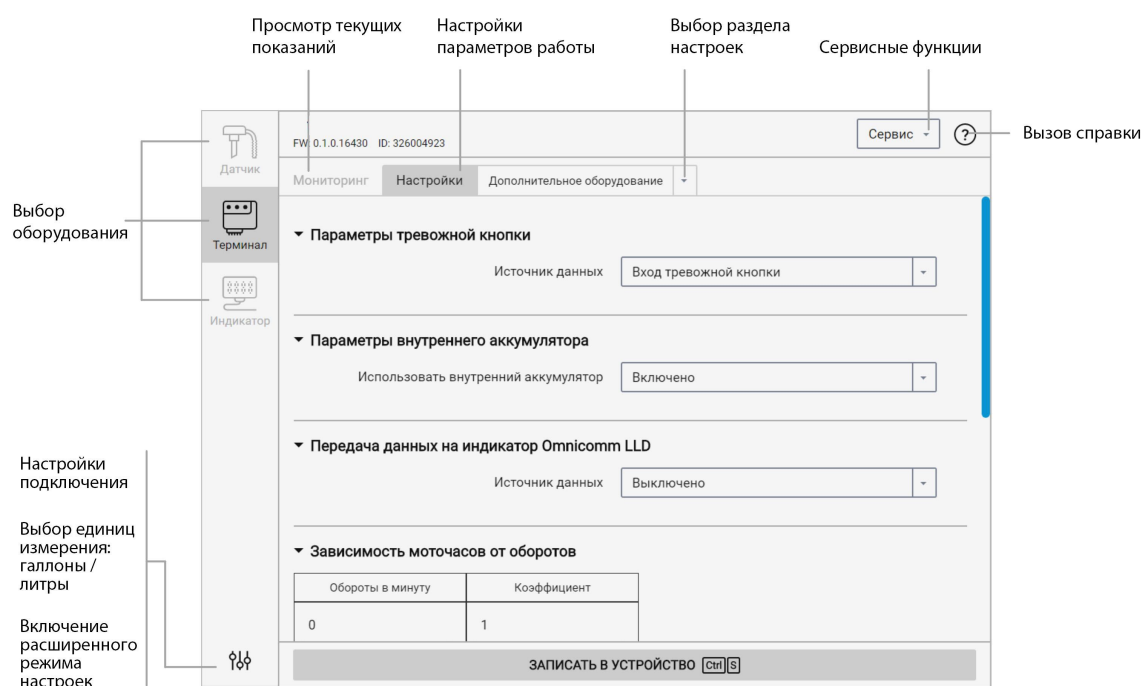 Просмотр текущих
показаний
Настройки
параметров работы
Выбор раздела
настроек
Сервисные функции
Вызов справки
Выбор
оборудования
Настройки
подключения
Выбор единиц
измерения:
галлоны /
литры
Включение
расширенного
режима
настроек
Датчик
Терминал
Индикатор
FW: 0.1.0.16430 ID: 326004923
Сервис
?
Мониторинг
Настройки
Дополнительное оборудование
Параметры тревожной кнопки
Источник данных
Вход тревожной кнопки
Параметры внутреннего аккумулятора
Использовать внутренний аккумулятор
Включено
Передача данных на индикатор Omnicomm LLD
Источник данных
Выключено
Зависимость моточасов от оборотов
Обороты в минуту
Коэффициент
0
1
ЗАПИСАТЬ В УСТРОЙСТВО Ctrl S